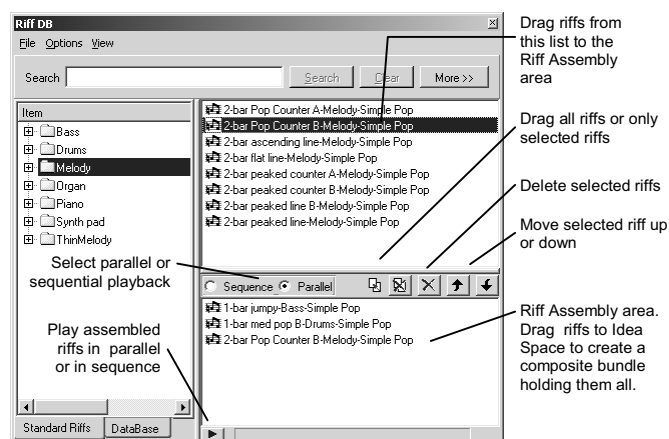 Riff DB
File Options View
Search
Search
Clear
More >>
Item
Bass
Drums
Melody
Organ
Piano
Synth pad
ThinMelody
2-bar Pop Counter A-Melody-Simple Pop
2-bar Pop Counter B-Melody-Simple Pop
2-bar ascending line-Melody-Simple Pop
2-bar flat line-Melody-Simple Pop
2-bar peaked counter A-Melody-Simple Pop
2-bar peaked counter B-Melody-Simple Pop
2-bar peaked line B-Melody-Simple Pop
2-bar peaked line-Melody-Simple Pop
Sequence
Parallel
1-bar jumpy-Bass-Simple Pop
1-bar med pop B-Drums-Simple Pop
2-bar Pop Counter B-Melody-Simple Pop
Standard Riffs
DataBase
Select parallel or
sequential playback
Play assembled
riffs in parallel
or in sequence
Drag riffs from
this list to the
Riff Assembly
area
Drag all riffs or only
selected riffs
Delete selected riffs
Move selected riff up
or down
Riff Assembly area.
Drag riffs to Idea
Space to create a
composite bundle
holding them all.